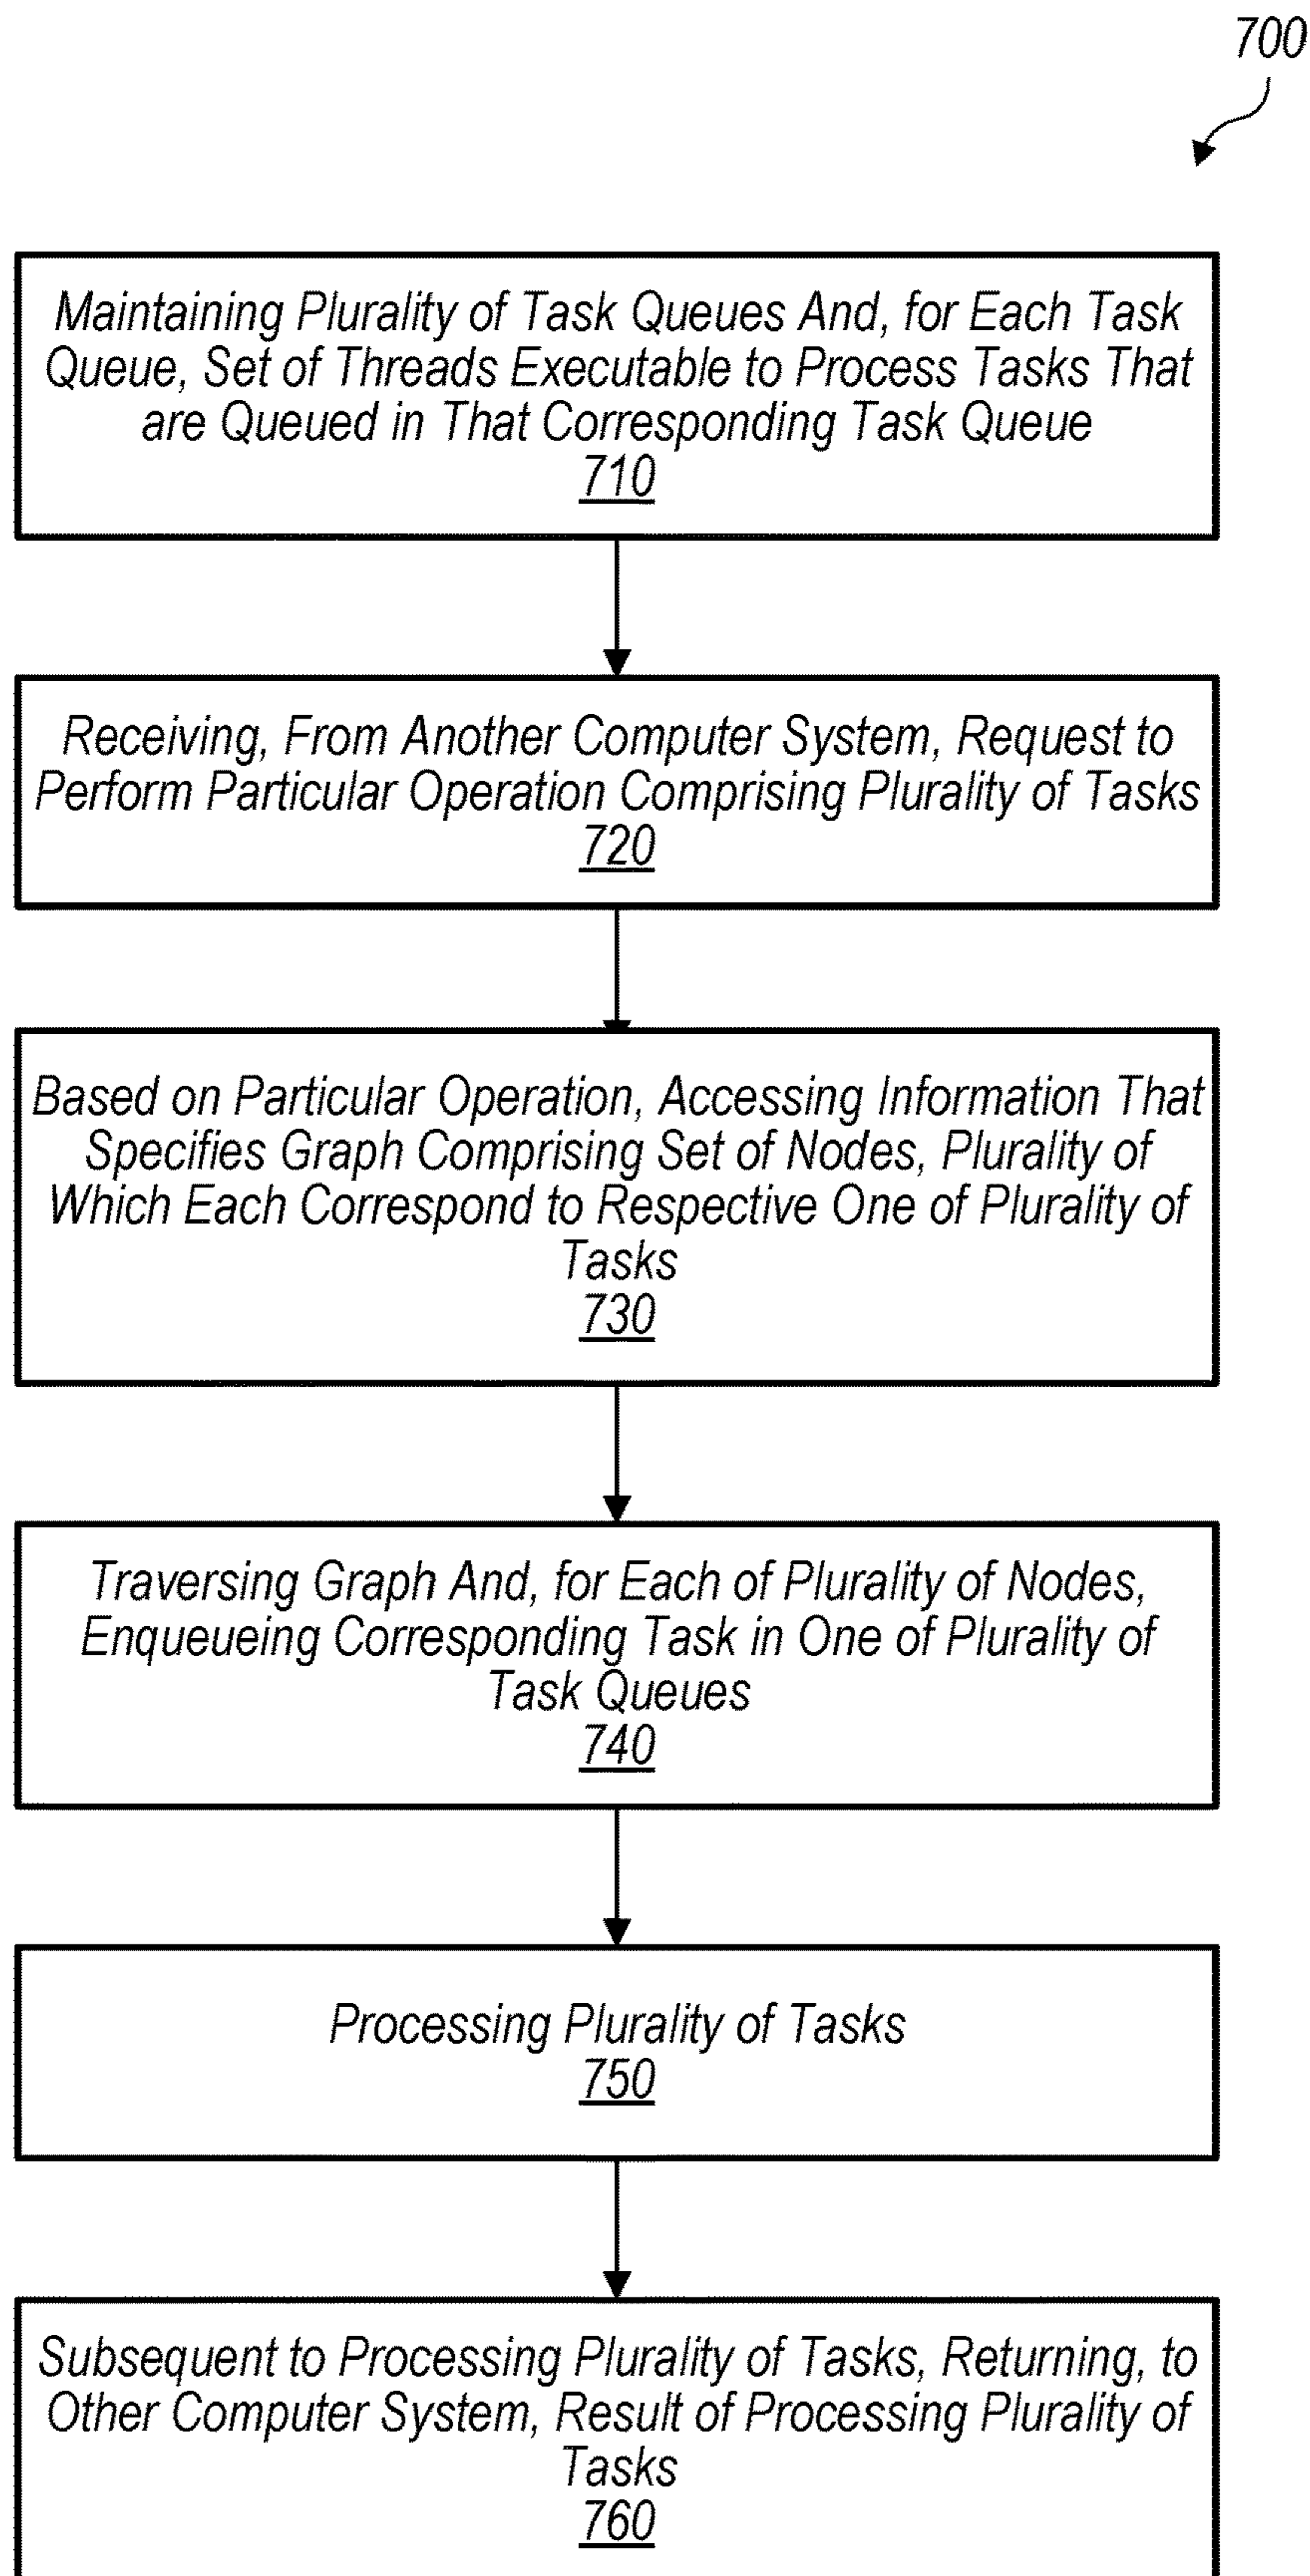 700
Maintaining Plurality of Task Queues And, for Each Task
Queue, Set of Threads Executable to Process Tasks That
are Queued in That Corresponding Task Queue
710
Receiving, From Another Computer System, Request to
Perform Particular Operation Comprising Plurality of Tasks
720
Based on Particular Operation, Accessing Information That
Specifies Graph Comprising Set of Nodes, Plurality of
Which Each Correspond to Respective One of Plurality of
Tasks
730
Traversing Graph And, for Each of Plurality of Nodes,
Enqueueing Corresponding Task in One of Plurality of
Task Queues
740
Processing Plurality of Tasks
750
Subsequent to Processing Plurality of Tasks, Returning, to
Other Computer System, Result of Processing Plurality of
Tasks
760